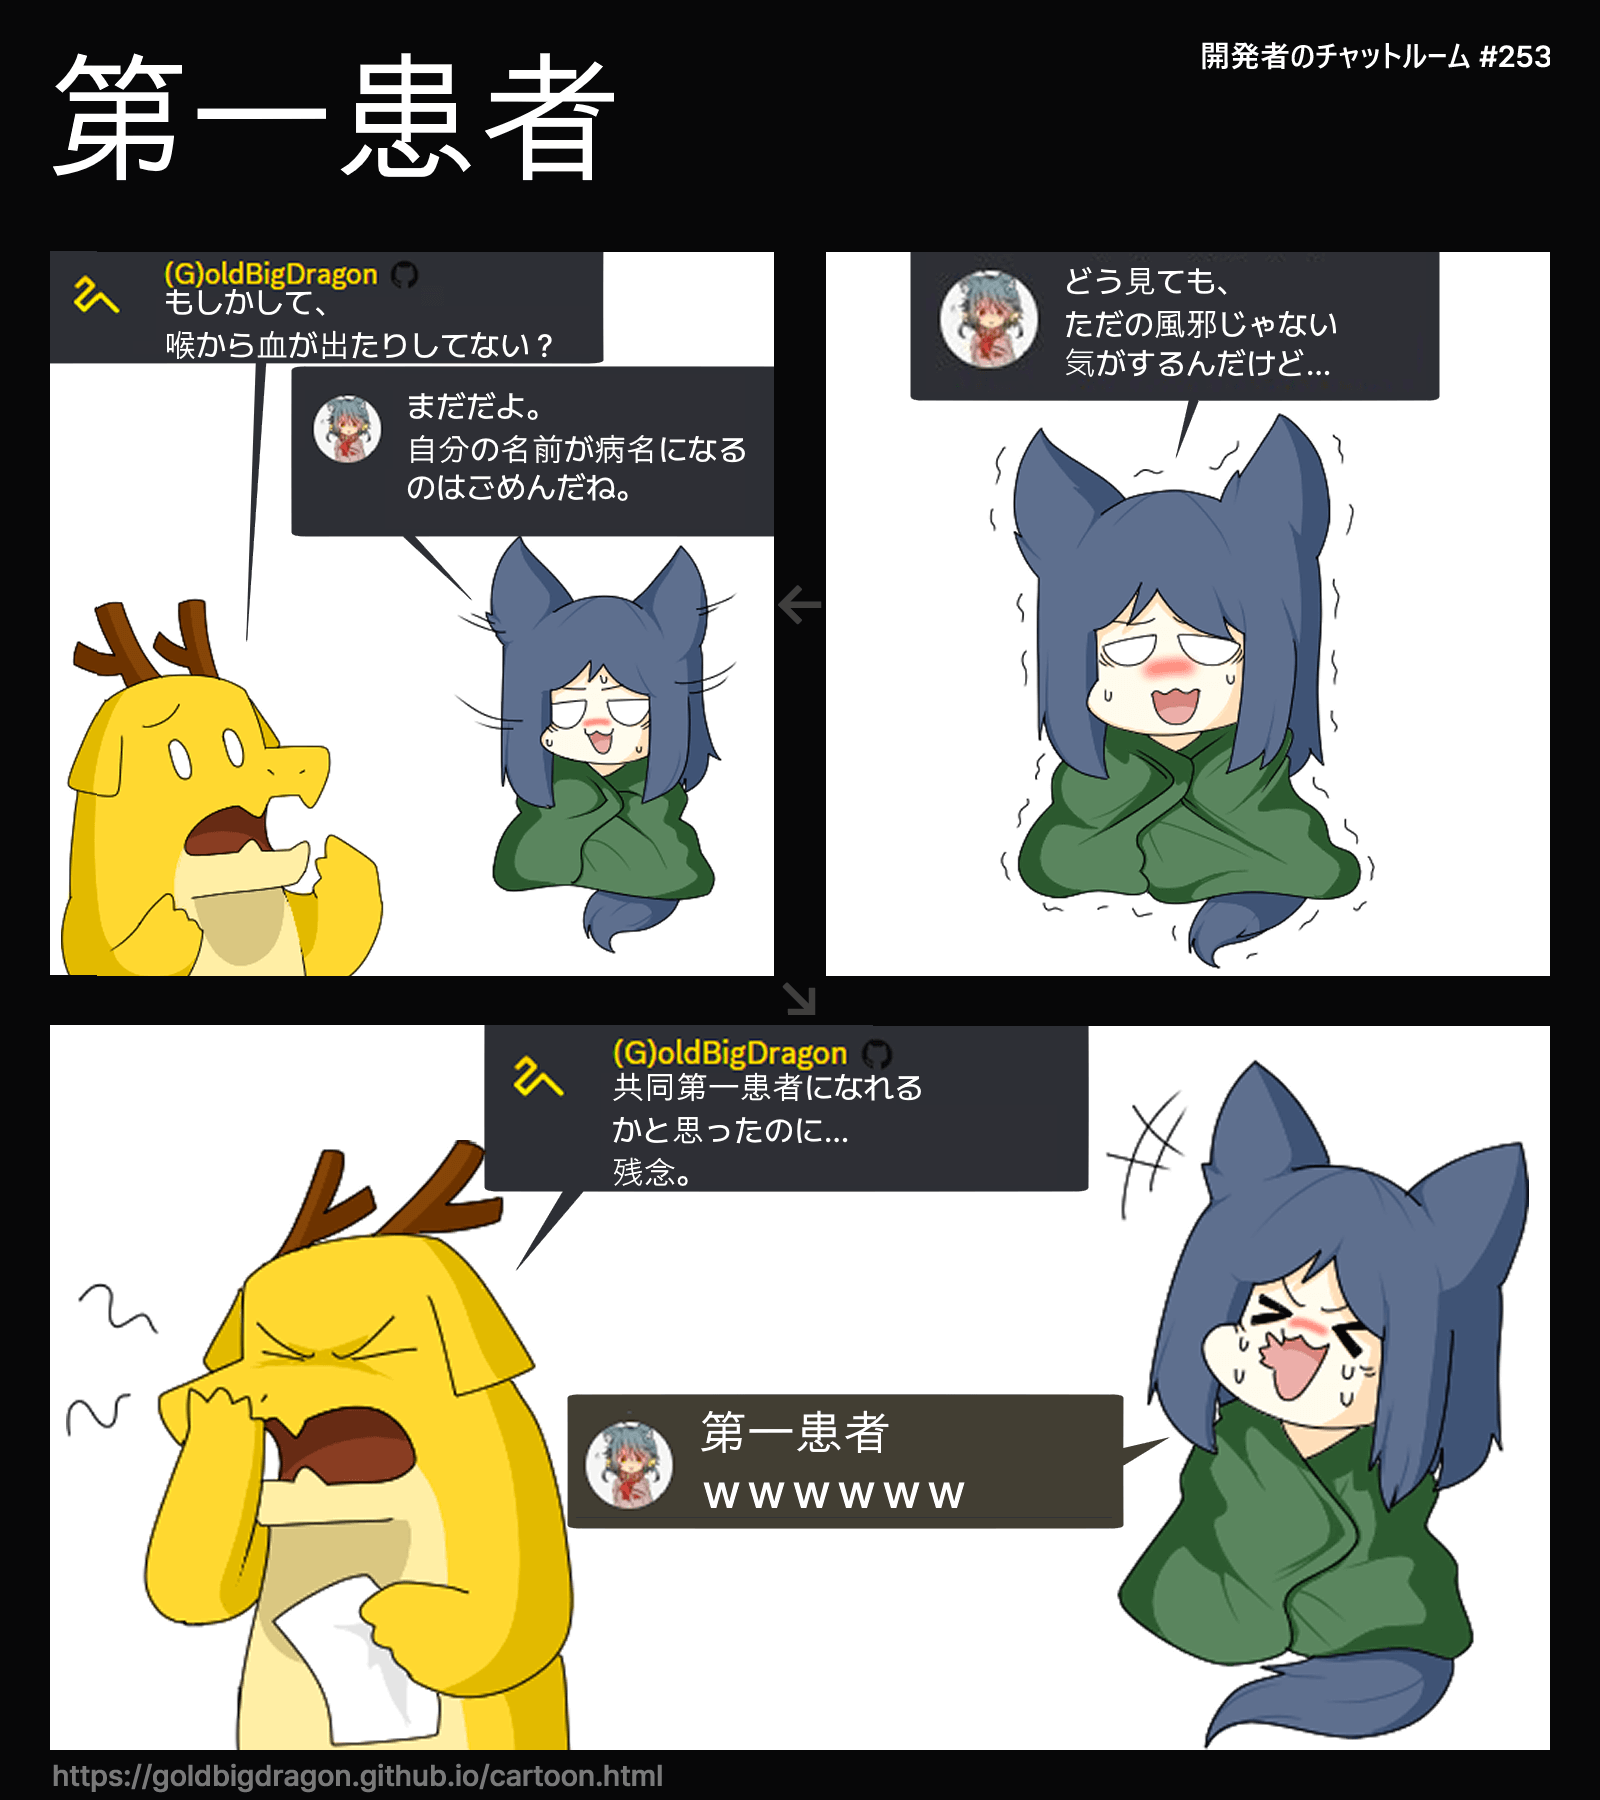 第一患者
開発者のチャットルーム #253
どう見ても、
ただの風邪じゃない
気がするんだけど...
(G)oldBigDragon
もしかして、
喉から血が出たりしてない？
まだだよ。
自分の名前が病名になる
のはごめんだね。
(G)oldBigDragon
共同第一患者になれる
かと思ったのに...
残念。
第一患者
ｗｗｗｗｗｗ
https://goldbigdragon.github.io/cartoon.html